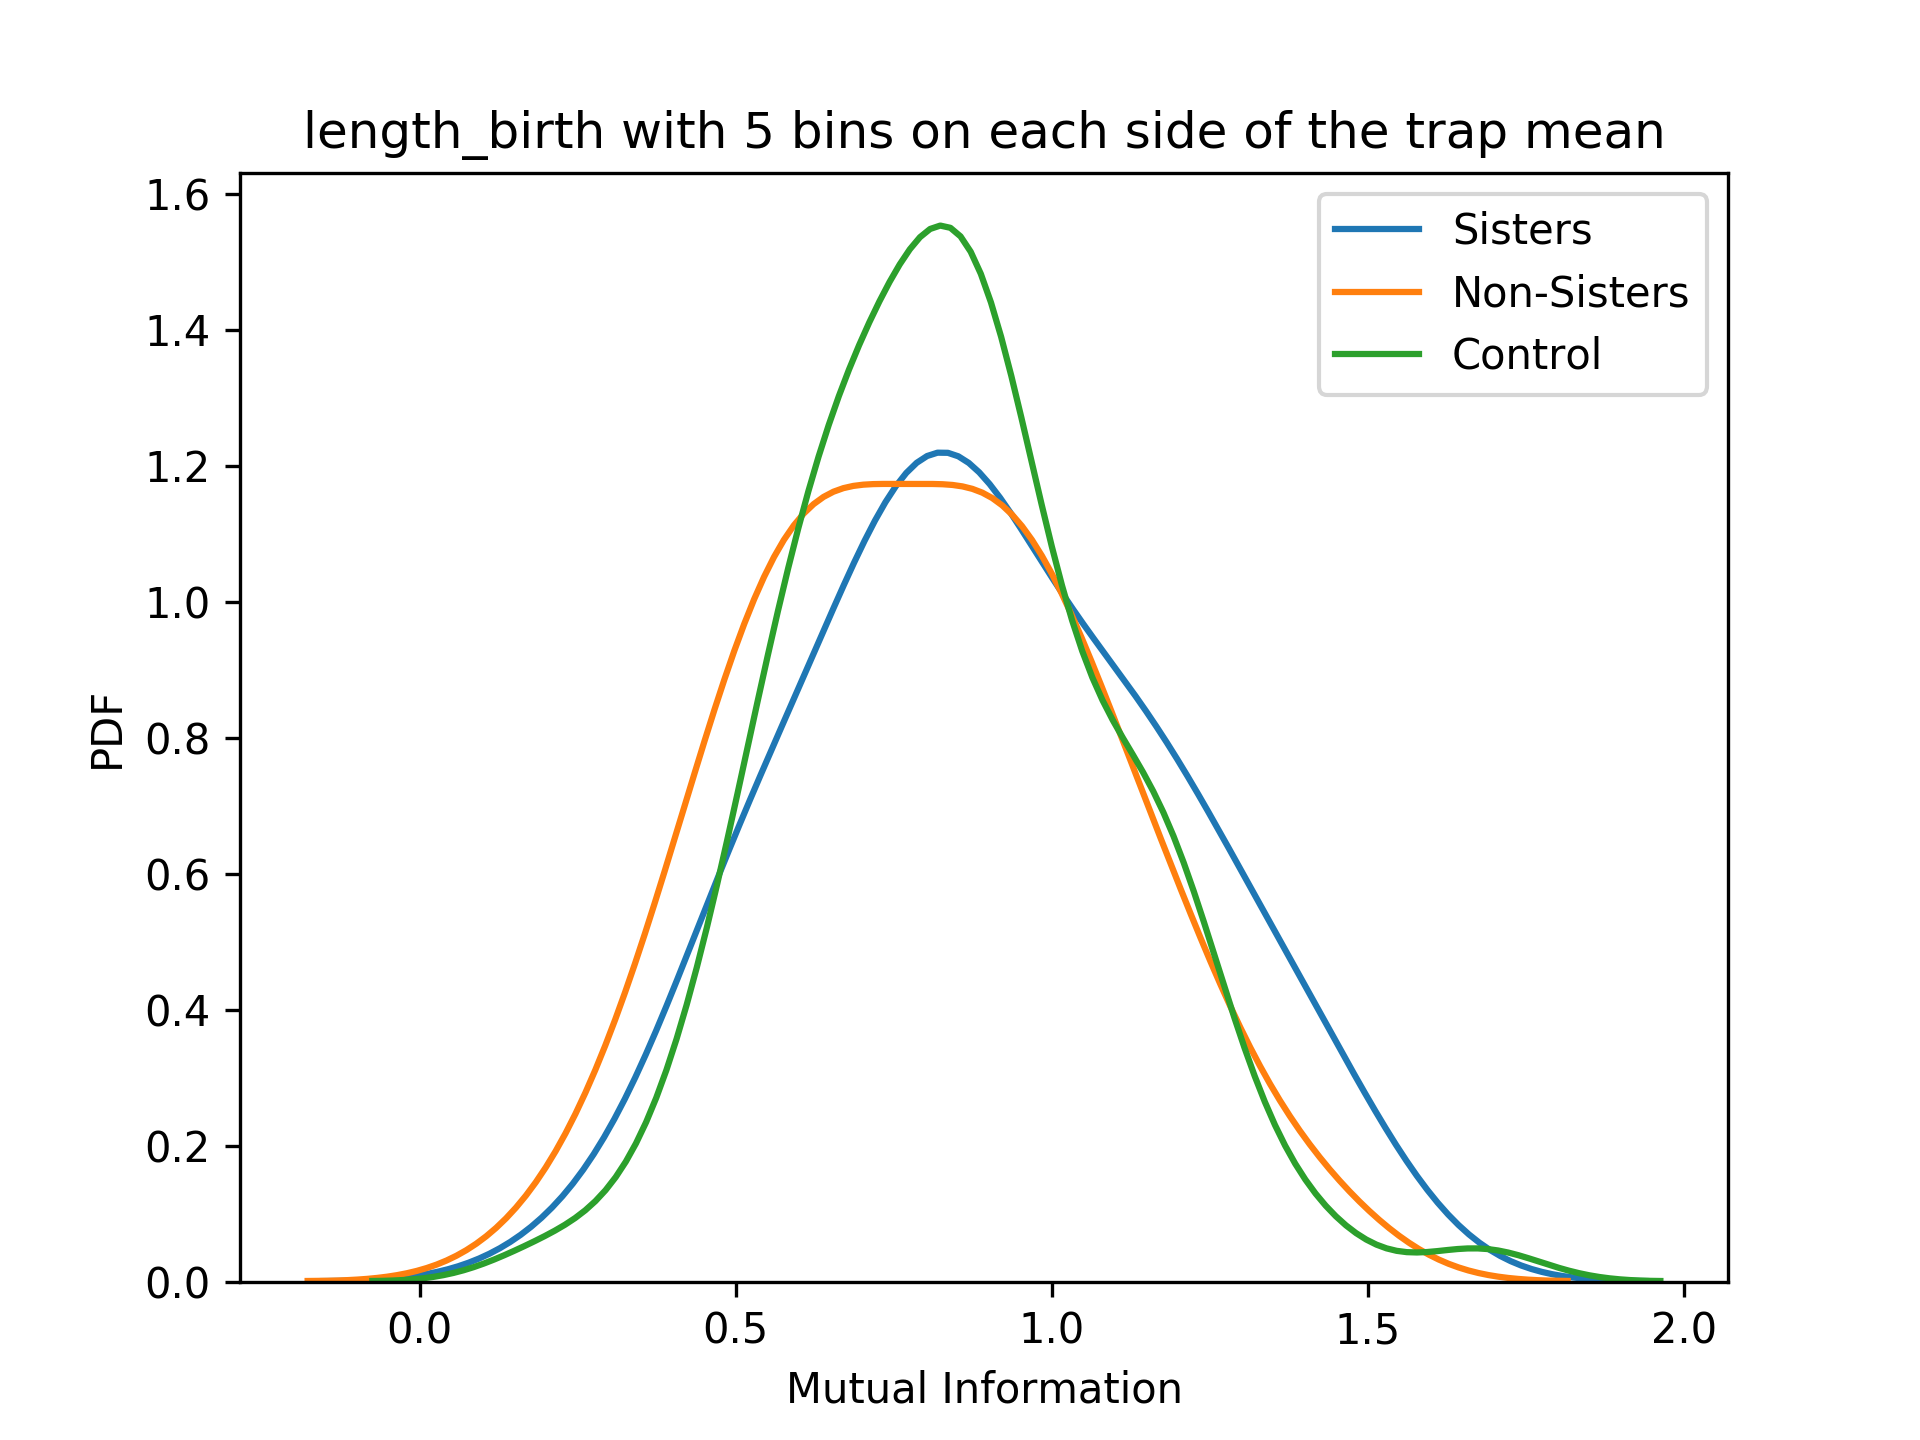 length_birth with 5 bins on each side of the trap mean
1.6
1.4
1.2
1.0
0.8
0.6
0.4
0.2
0.0
PDF
Sisters
Non-Sisters
Control
0.0 0.5 1.0 1.5 2.0
Mutual Information